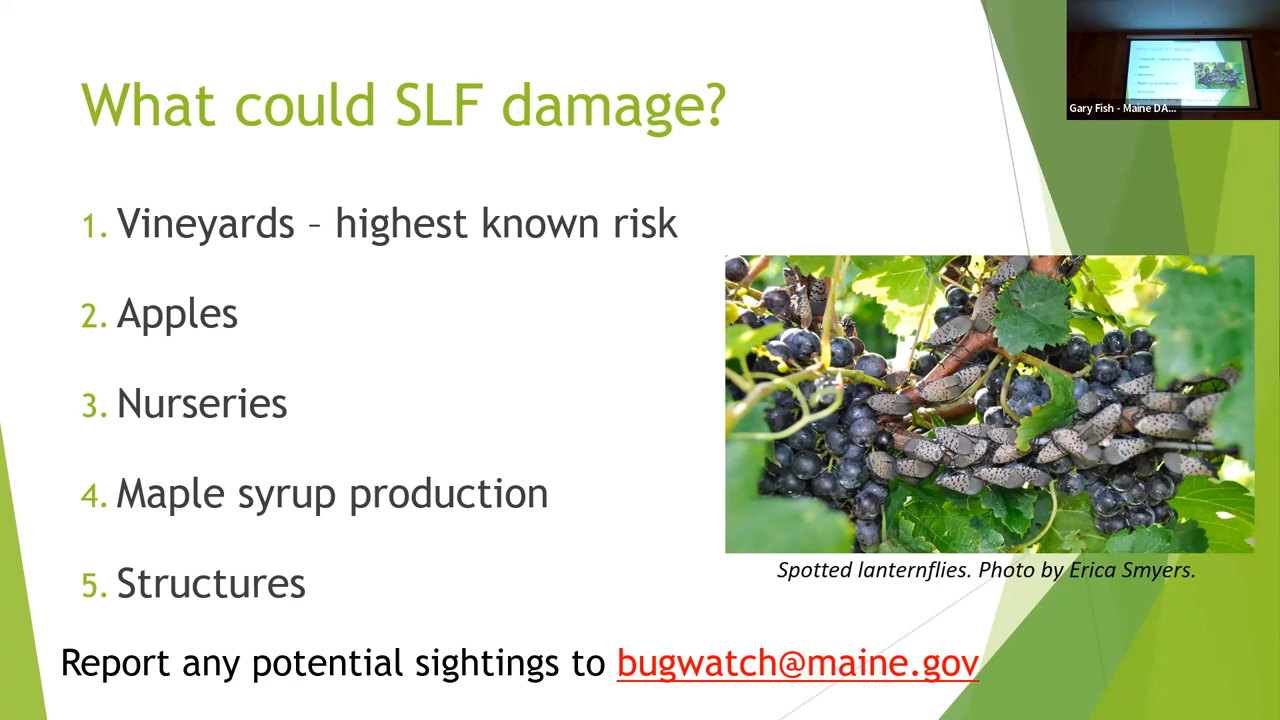 What could SLF damage?
Gary Fish - Maine DA...
1. Vineyards – highest known risk
2. Apples
3. Nurseries
4. Maple syrup production
5. Structures
Spotted lanternflies. Photo by Erica Smyers.
Report any potential sightings to bugwatch@maine.gov